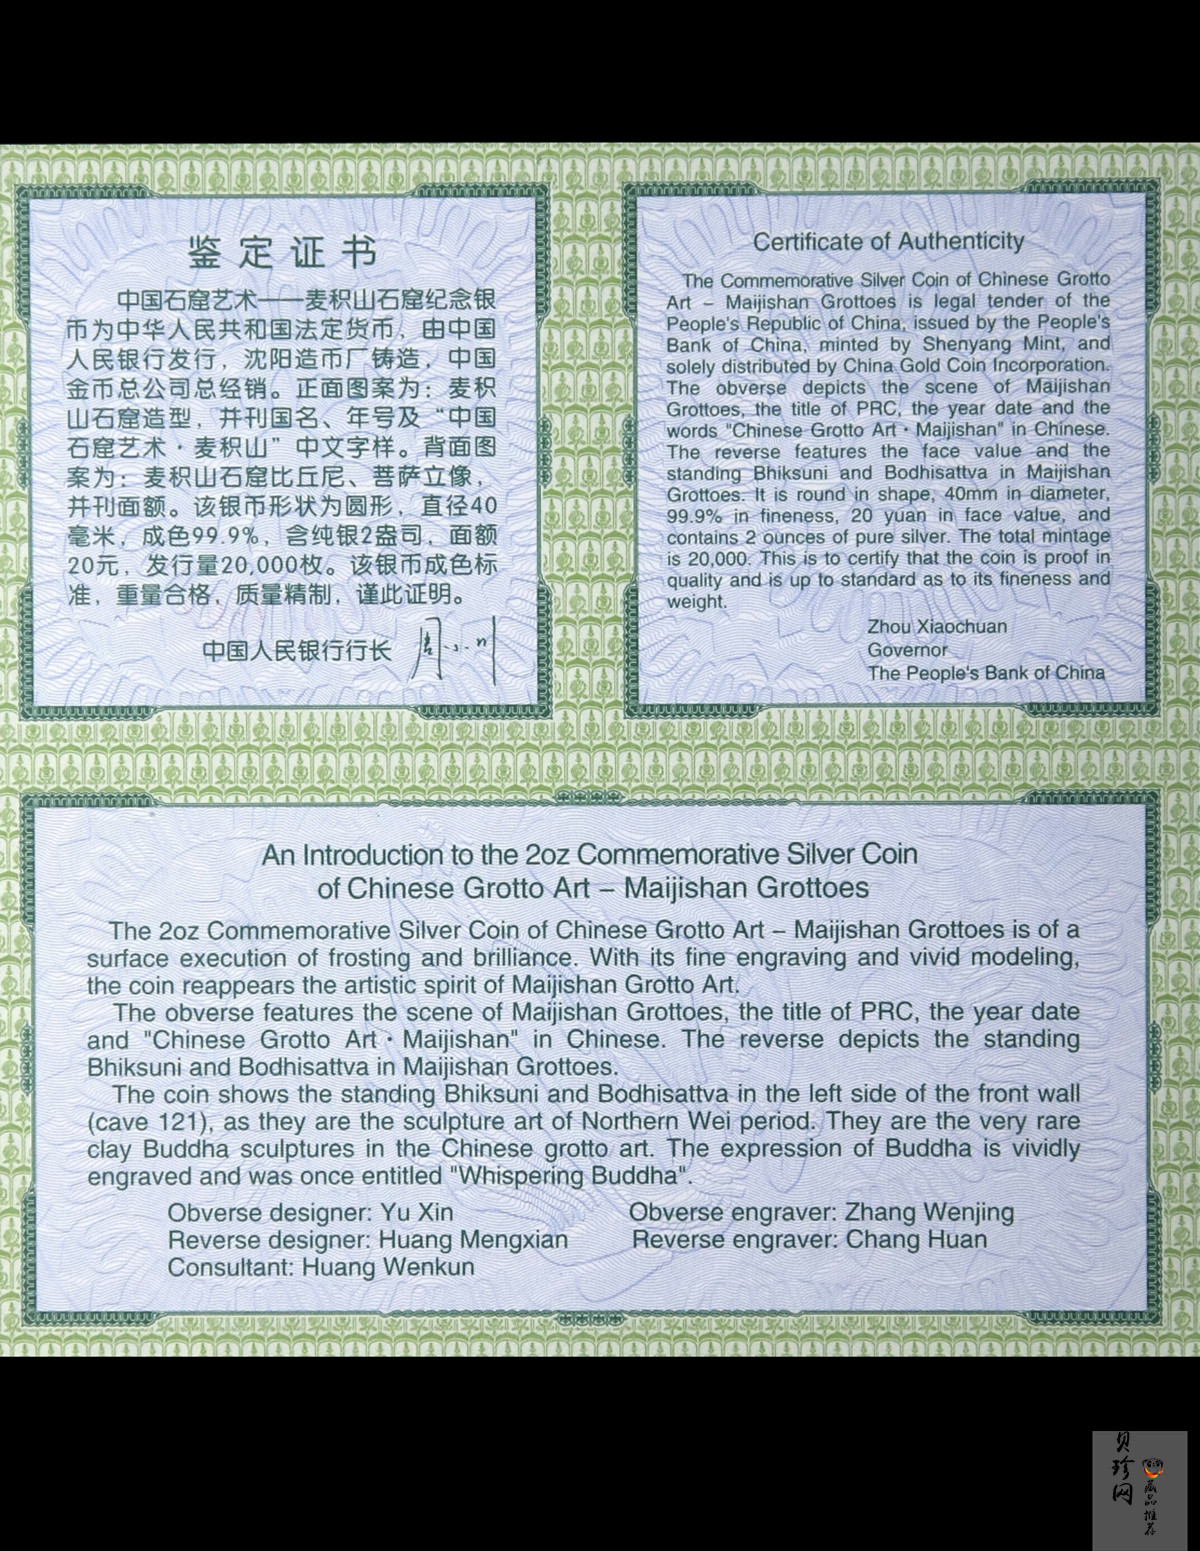 鉴定证书
中国石窟艺术——麦积山石窟纪念银
币为中华人民共和国法定货币，由中国
人民银行发行，沈阳造币厂铸造，中国
金币总公司总经销。正面图案为：麦积
山石窟造型，并刊国名、年号及“中国
石窟艺术·麦积山”中文字样。背面图
案为：麦积山石窟比丘尼、菩萨立像，
并刊面额。该银币形状为圆形，直径40
毫米，成色99.9%，含纯银2盎司，面额
20元，发行量20,000枚。该银币成色标
准，重量合格，质量精制，谨此证明。
中国人民银行行长
Certificate of Authenticity
The Commemorative Silver Coin of Chinese Grotto
Art – Maijishan Grottoes is legal tender of the
People's Republic of China, issued by the People's
Bank of China, minted by Shenyang Mint, and
solely distributed by China Gold Coin Incorporation.
The obverse depicts the scene of Maijishan
Grottoes, the title of PRC, the year date and the
words "Chinese Grotto Art · Maijishan" in Chinese.
The reverse features the face value and the
standing Bhiksuni and Bodhisattva in Maijishan
Grottoes. It is round in shape, 40mm in diameter,
99.9% in fineness, 20 yuan in face value, and
contains 2 ounces of pure silver. The total mintage
is 20,000. This is to certify that the coin is proof in
quality and is up to standard as to its fineness and
weight.
Zhou Xiaochuan
Governor
The People's Bank of China
An Introduction to the 2oz Commemorative Silver Coin
of Chinese Grotto Art – Maijishan Grottoes
The 2oz Commemorative Silver Coin of Chinese Grotto Art – Maijishan Grottoes is of a
surface execution of frosting and brilliance. With its fine engraving and vivid modeling,
the coin reappears the artistic spirit of Maijishan Grotto Art.
The obverse features the scene of Maijishan Grottoes, the title of PRC, the year date
and "Chinese Grotto Art · Maijishan" in Chinese. The reverse depicts the standing
Bhiksuni and Bodhisattva in Maijishan Grottoes.
The coin shows the standing Bhiksuni and Bodhisattva in the left side of the front wall
(cave 121), as they are the sculpture art of Northern Wei period. They are the very rare
clay Buddha sculptures in the Chinese grotto art. The expression of Buddha is vividly
engraved and was once entitled "Whispering Buddha".
Obverse designer: Yu Xin
Obverse engraver: Zhang Wenjing
Reverse designer: Huang Mengxian
Reverse engraver: Chang Huan
Consultant: Huang Wenkun
贝珍网
藏品推荐